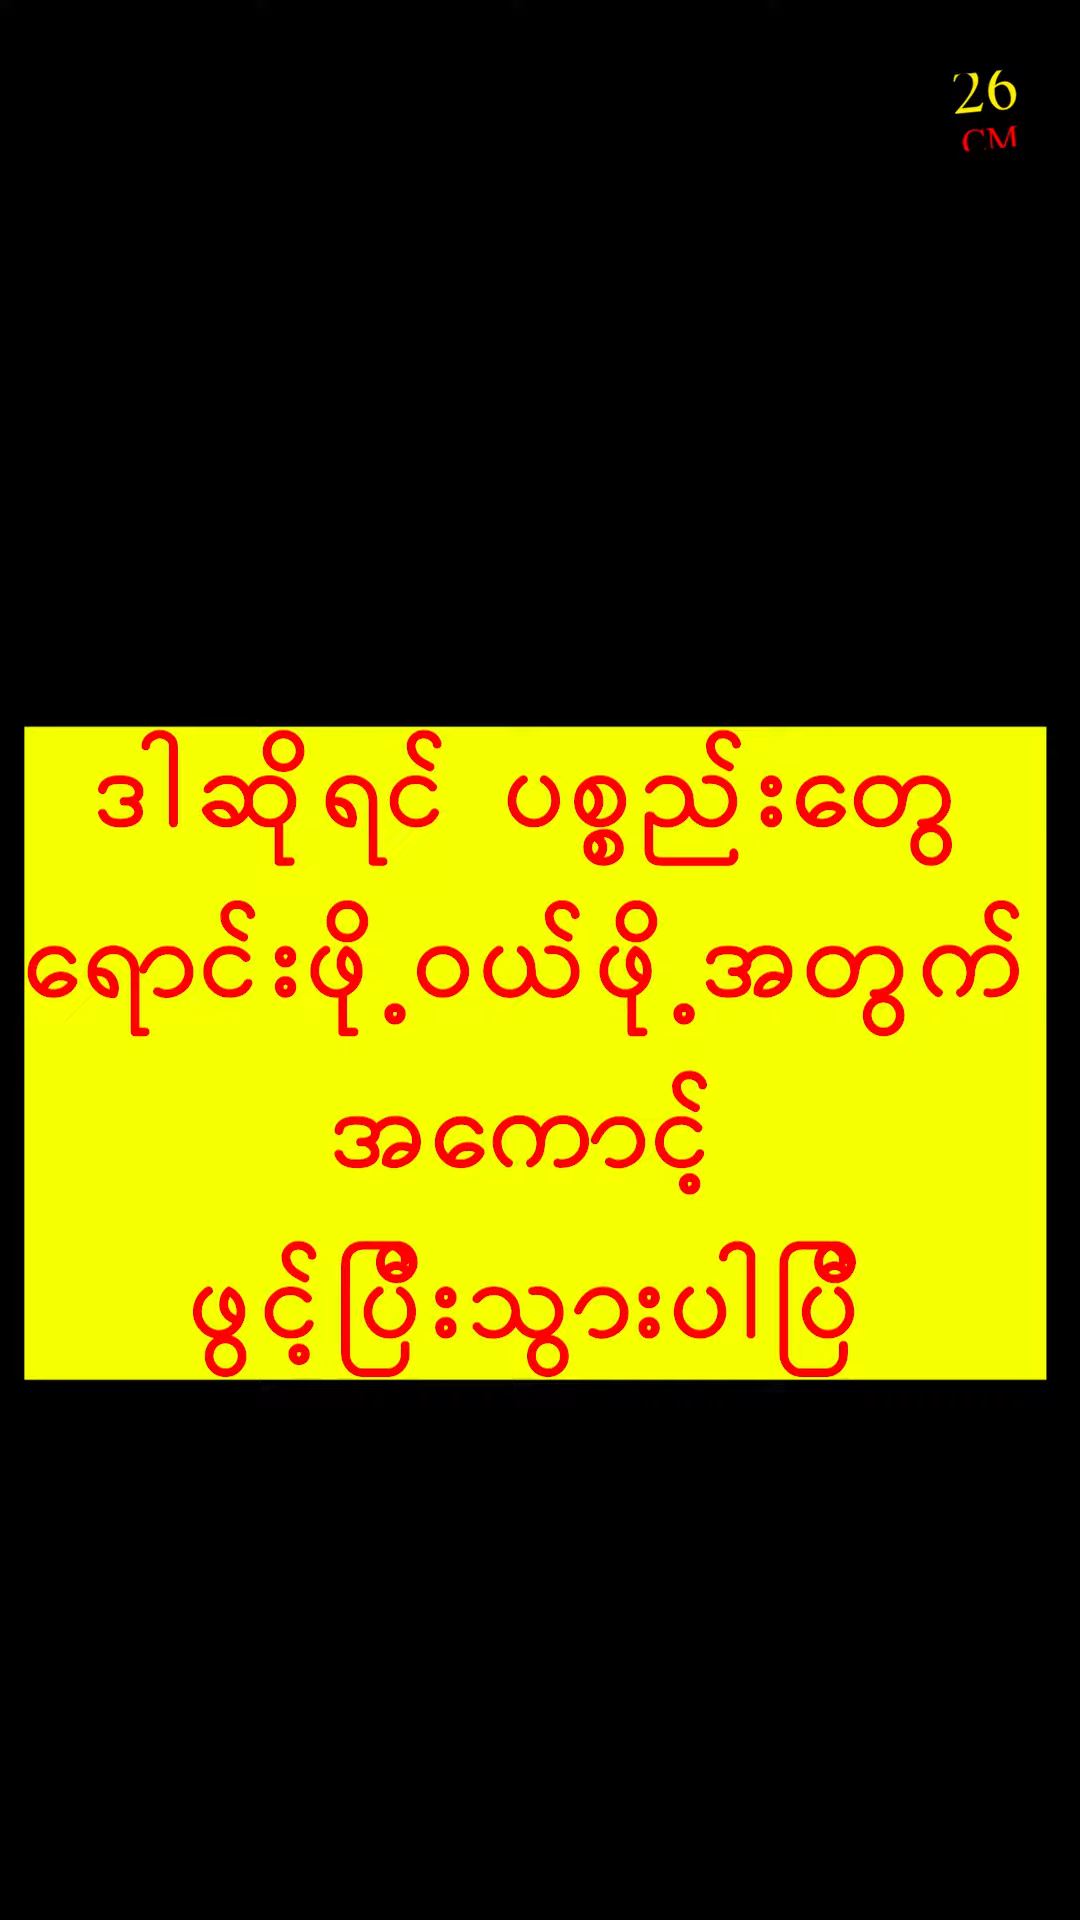 26
CM
ဒါဆိုရင် ပစ္စည်းတွေ
ရောင်းဖို့ဝယ်ဖို့အတွက်
အကောင့်
ဖွင့်ပြီးသွားပါပြီ